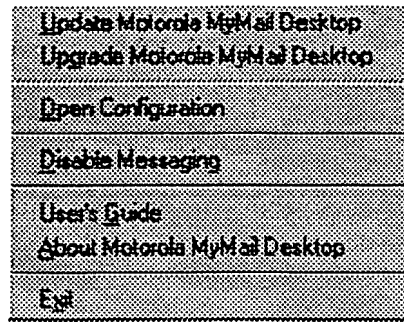 Update Motorola MyMail Desktop
Upgrade Motorola MyMail Desktop
Open Configuration
Disable Messaging
User's Guide
About Motorola MyMail Desktop
Exit